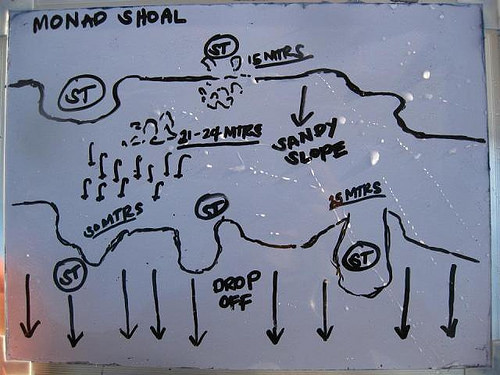 MONAD SHOAL
ST
15 MTRS
ST
21-24 MTRS
SANDY
SLOPE
25 MTRS
30 MTRS
ST
ST
ST
DROP
OFF